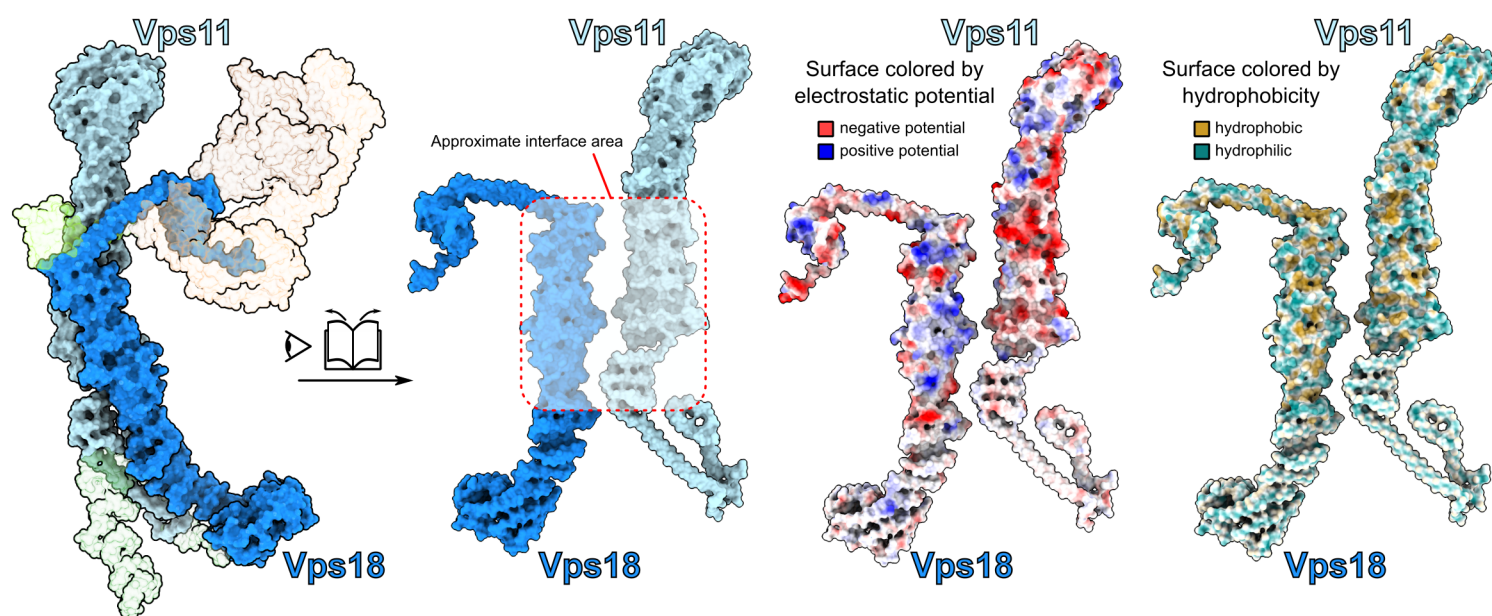 Vps11
Vps18
Vps11
Approximate interface area
Vps18
Vps11
Surface colored by
electrostatic potential
negative potential
positive potential
Vps18
Vps11
Surface colored by
hydrophobicity
hydrophobic
hydrophilic
Vps18